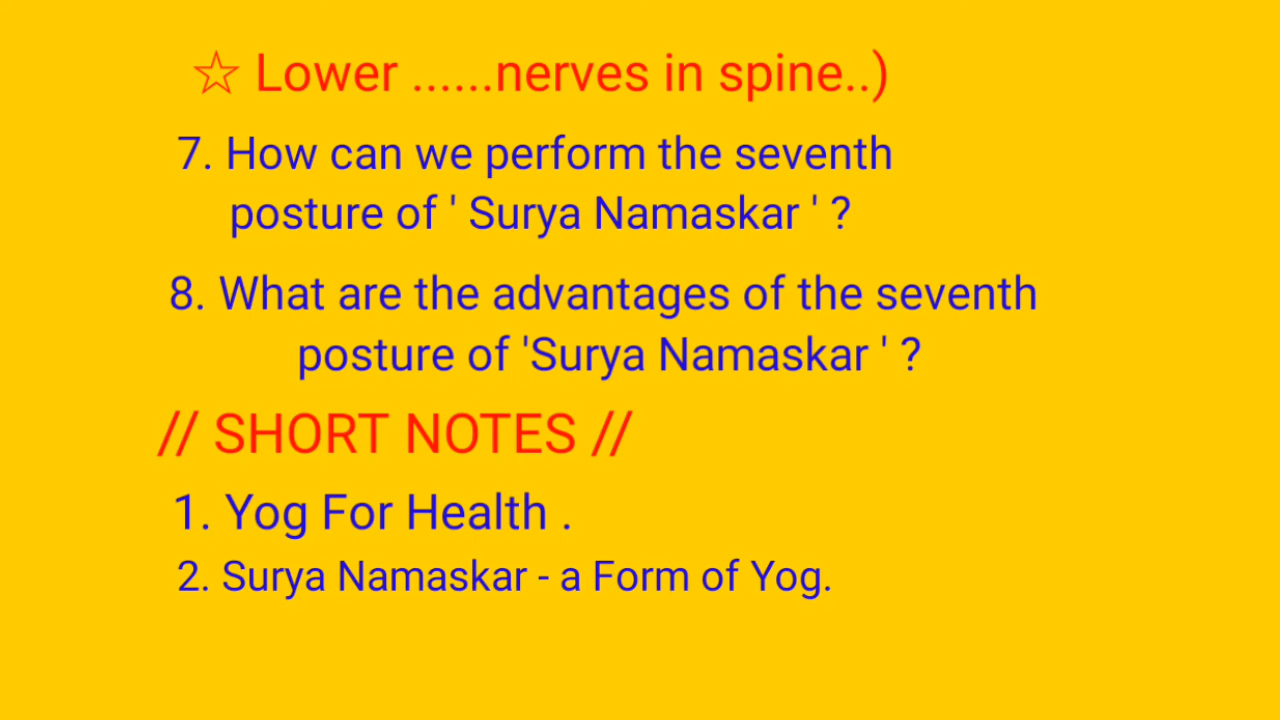 ☆ Lower ......nerves in spine..)
7. How can we perform the seventh
posture of ' Surya Namaskar ' ?
8. What are the advantages of the seventh
posture of 'Surya Namaskar ' ?
// SHORT NOTES //
1. Yog For Health .
2. Surya Namaskar - a Form of Yog.